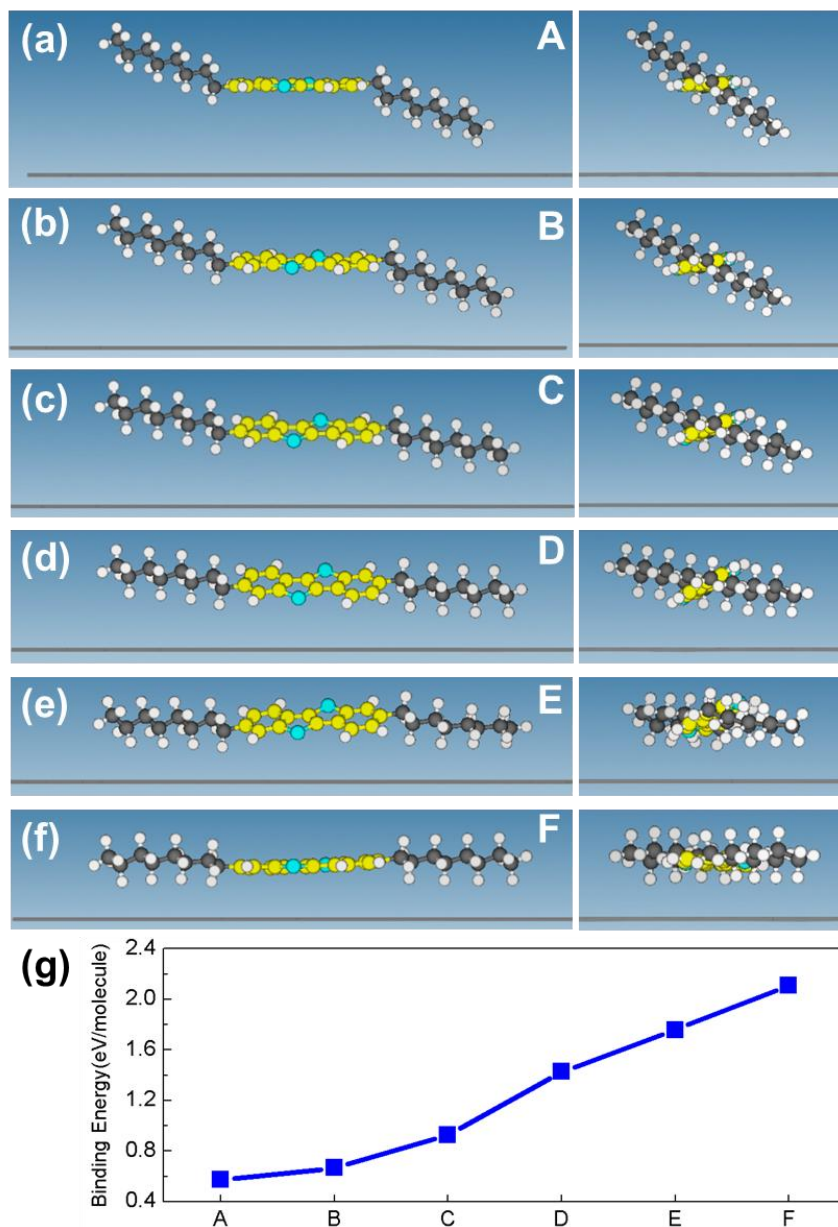 (a) A
(b) B
(c) C
(d) D
(e) E
(f) F
(g)
Binding Energy(eV/molecule)
2.4
2.0
1.6
1.2
0.8
0.4
A B C D E F